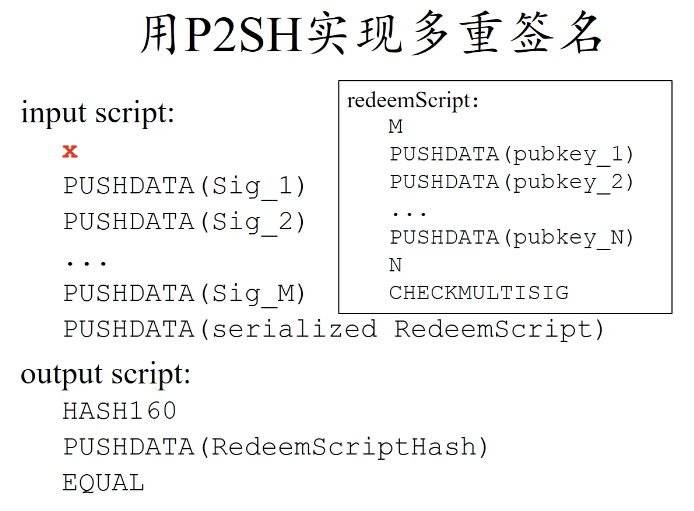 用P2SH实现多重签名
input script:
x
PUSHDATA(Sig_1)
PUSHDATA(Sig_2)
...
PUSHDATA(Sig_M)
PUSHDATA(serialized RedeemScript)
redeemScript:
M
PUSHDATA(pubkey_1)
PUSHDATA(pubkey_2)
...
PUSHDATA(pubkey_N)
N
CHECKMULTISIG
output script:
HASH160
PUSHDATA(RedeemScriptHash)
EQUAL